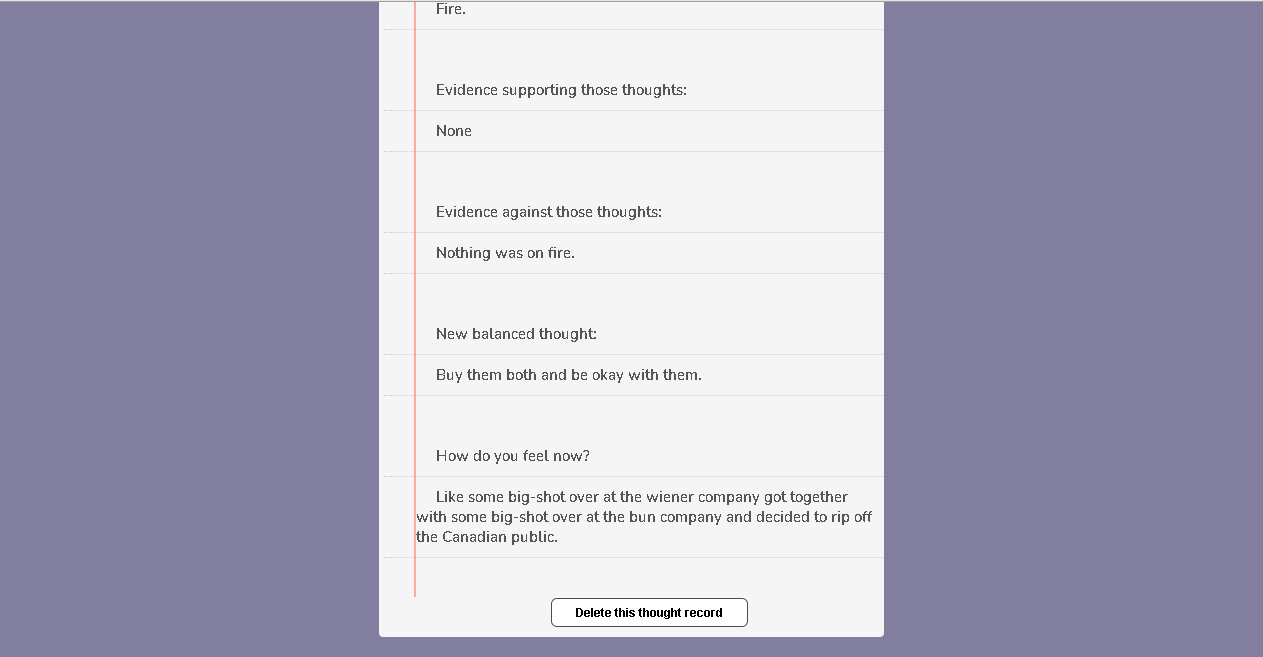 Fire.
Evidence supporting those thoughts:
None
Evidence against those thoughts:
Nothing was on fire.
New balanced thought:
Buy them both and be okay with them.
How do you feel now?
Like some big-shot over at the wiener company got together
with some big-shot over at the bun company and decided to rip off
the Canadian public.
Delete this thought record